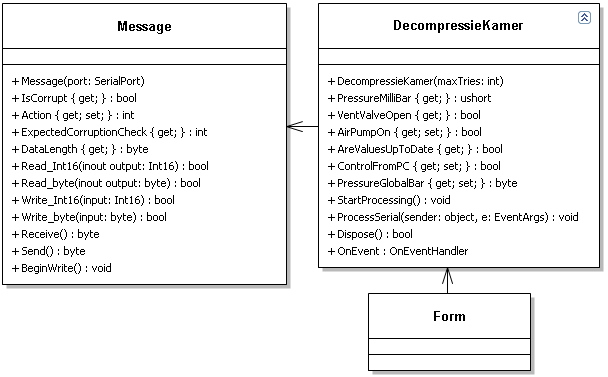 Message
+ Message(port: SerialPort)
+ IsCorrupt { get; } : bool
+ Action { get; set; } : int
+ ExpectedCorruptionCheck { get; } : int
+ DataLength { get; } : byte
+ Read_Int16(inout output: Int16) : bool
+ Read_byte(inout output: byte) : bool
+ Write_Int16(input: Int16) : bool
+ Write_byte(input: byte) : bool
+ Receive() : byte
+ Send() : byte
+ BeginWrite() : void
DecompressieKamer
+ DecompressieKamer(maxTries: int)
+ PressureMilliBar { get; } : ushort
+ VentValveOpen { get; } : bool
+ AirPumpOn { get; set; } : bool
+ AreValuesUpToDate { get; } : bool
+ ControlFromPC { get; set; } : bool
+ PressureGlobalBar { get; set; } : byte
+ StartProcessing() : void
+ ProcessSerial(sender: object, e: EventArgs) : void
+ Dispose() : bool
+ OnEvent : OnEventHandler
Form